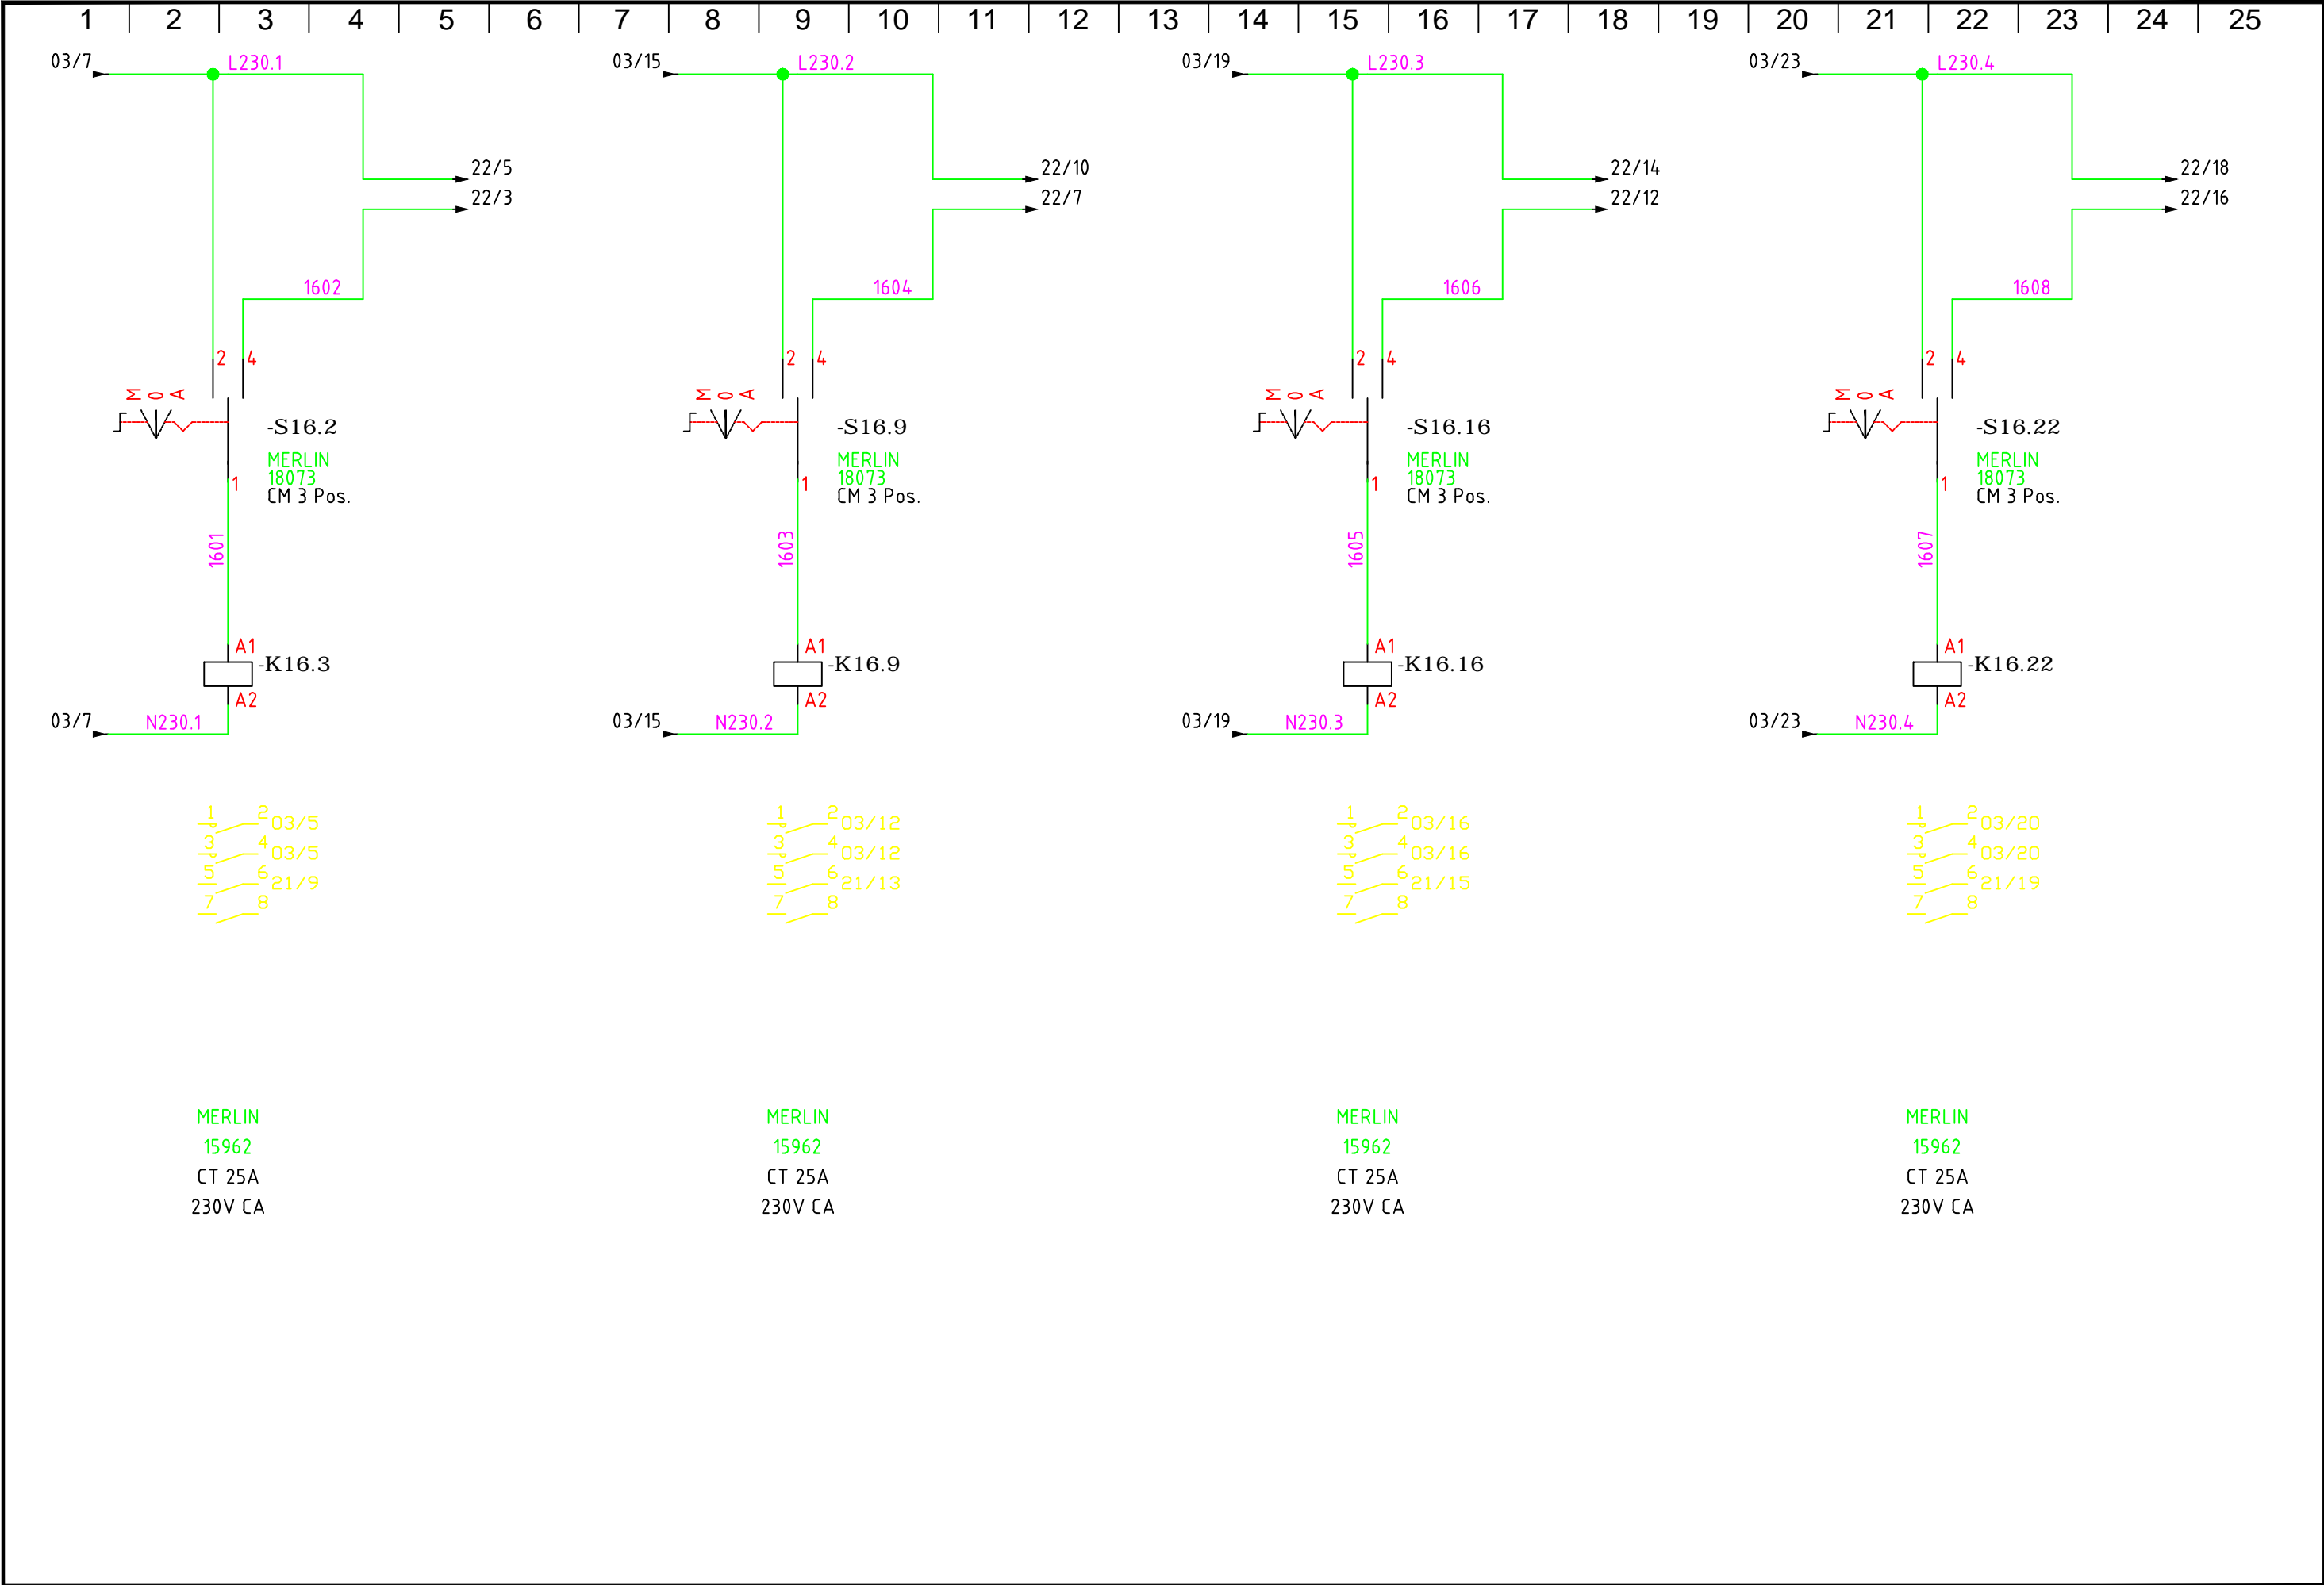 1 2 3 4 5 6 7 8 9 10 11 12 13 14 15 16 17 18 19 20 21 22 23 24 25
03/7 L230.1 03/15 L230.2 03/19 L230.3 03/23 L230.4
22/5 22/10 22/14 22/18
22/3 22/7 22/12 22/16
1602 1604 1606 1608
2 4 2 4 2 4 2 4
M 0 A M 0 A M 0 A M 0 A
-S16.2 -S16.9 -S16.16 -S16.22
MERLIN MERLIN MERLIN MERLIN
18073 18073 18073 18073
1 CM 3 Pos. 1 CM 3 Pos. 1 CM 3 Pos. 1 CM 3 Pos.
1601 1603 1605 1607
A1 A1 A1 A1
-K16.3 -K16.9 -K16.16 -K16.22
A2 A2 A2 A2
03/7 N230.1 03/15 N230.2 03/19 N230.3 03/23 N230.4
1 2 03/5 1 2 03/12 1 2 03/16 1 2 03/20
3 4 03/5 3 4 03/12 3 4 03/16 3 4 03/20
5 6 21/9 5 6 21/13 5 6 21/15 5 6 21/19
7 8 7 8 7 8 7 8
MERLIN MERLIN MERLIN MERLIN
15962 15962 15962 15962
CT 25A CT 25A CT 25A CT 25A
230V CA 230V CA 230V CA 230V CA